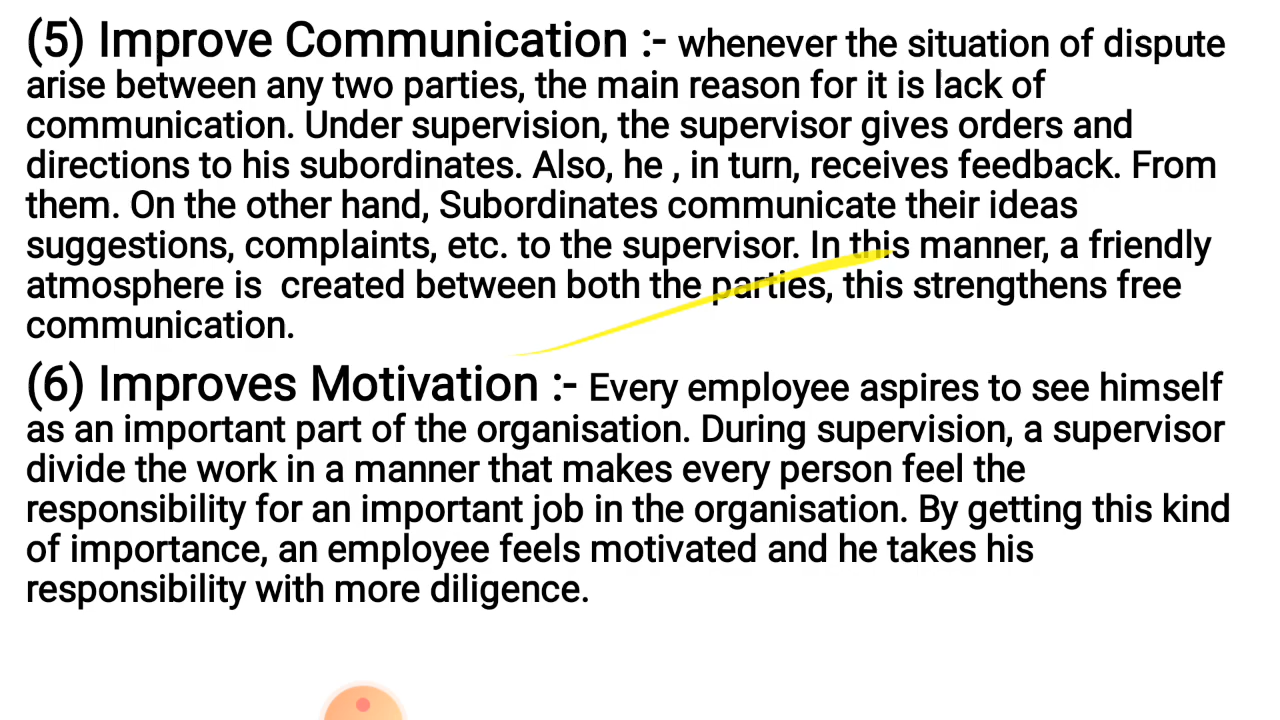 (5) Improve Communication :- whenever the situation of dispute
arise between any two parties, the main reason for it is lack of
communication. Under supervision, the supervisor gives orders and
directions to his subordinates. Also, he , in turn, receives feedback. From
them. On the other hand, Subordinates communicate their ideas
suggestions, complaints, etc. to the supervisor. In this manner, a friendly
atmosphere is  created between both the parties, this strengthens free
communication.
(6) Improves Motivation :- Every employee aspires to see himself
as an important part of the organisation. During supervision, a supervisor
divide the work in a manner that makes every person feel the
responsibility for an important job in the organisation. By getting this kind
of importance, an employee feels motivated and he takes his
responsibility with more diligence.